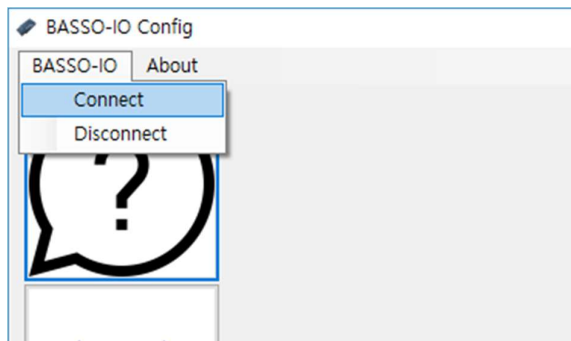 BASSO-IO Config
BASSO-IO About
Connect
Disconnect
?